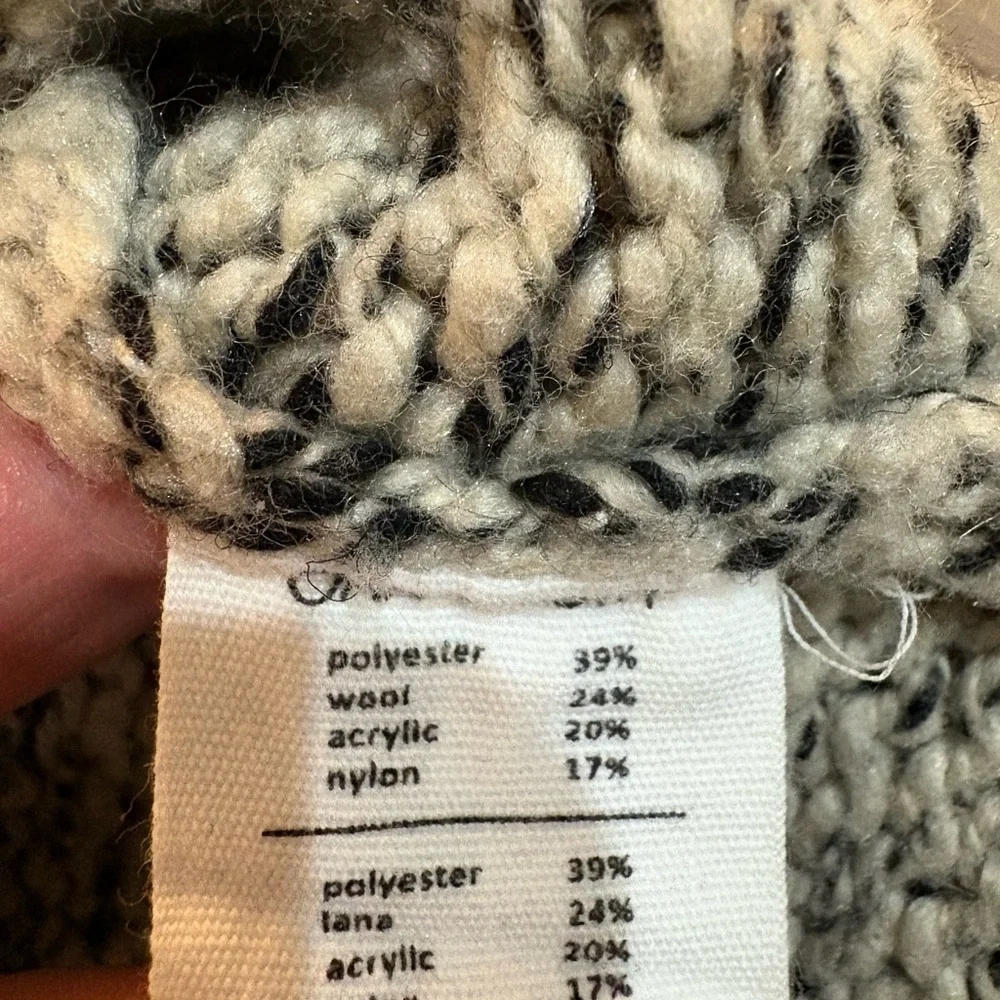 polyester 39%
wool 24%
acrylic 20%
nylon 17%
polyester 39%
lana 24%
acrylic 20%
17%